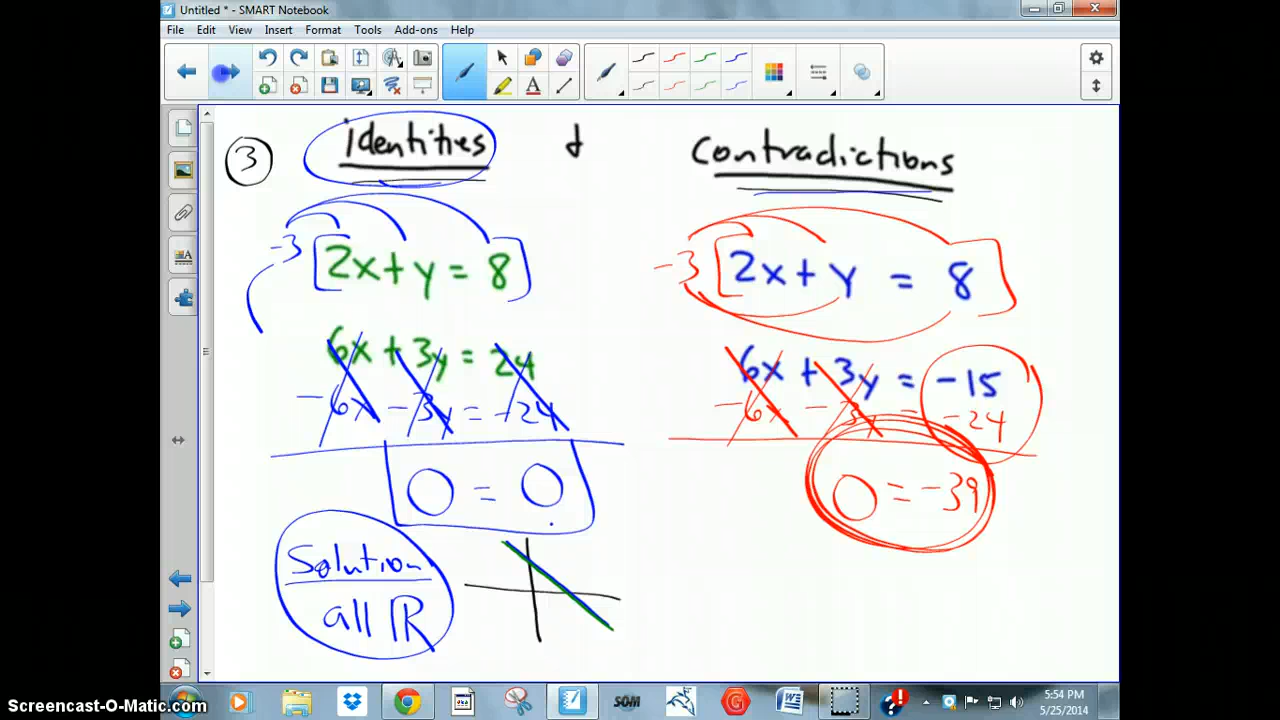 Untitled * - SMART Notebook
File Edit View Insert Format Tools Add-ons Help
3 identities & Contradictions
-3 [2x + y = 8]
6x + 3y = 24
-6x - 3y = -24
0 = 0
Solution
all ℝ
-3 [2x + y = 8]
6x + 3y = -15
-6x - 3y = -24
0 = -39
SOM
5:54 PM
5/25/2014
Screencast-O-Matic.com